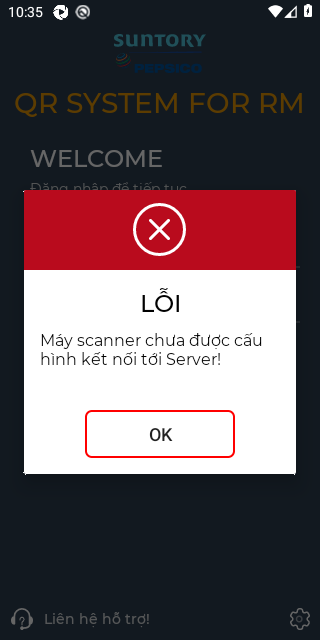 10:35
SUNTORY
PEPSICO
QR SYSTEM FOR RM
WELCOME
Đăng nhập để tiếp tục
LỖI
Máy scanner chưa được cấu
hình kết nối tới Server!
OK
Liên hệ hỗ trợ!